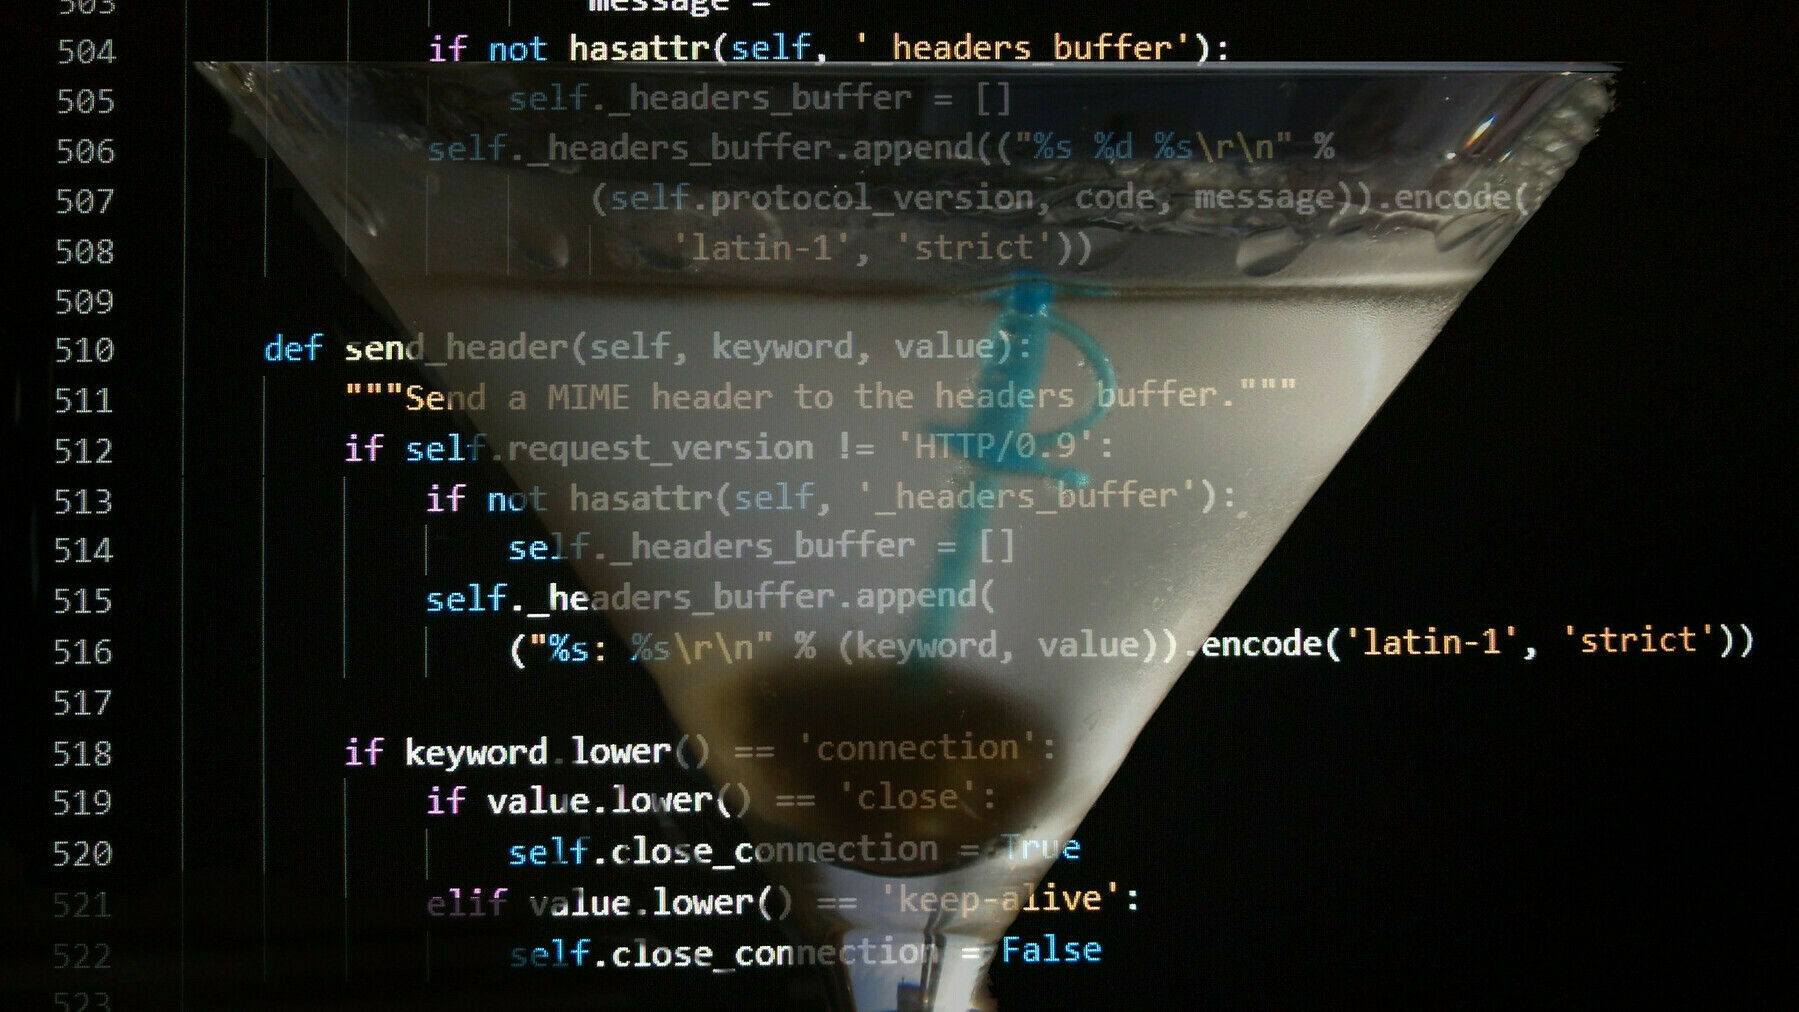 503 message =
504 if not hasattr(self, '_headers_buffer'):
505 self._headers_buffer = []
506 self._headers_buffer.append(("%s %d %s\r\n" %
507 (self.protocol_version, code, message)).encode(
508 'latin-1', 'strict'))
509
510 def send_header(self, keyword, value):
511 """Send a MIME header to the headers buffer."""
512 if self.request_version != 'HTTP/0.9':
513 if not hasattr(self, '_headers_buffer'):
514 self._headers_buffer = []
515 self._headers_buffer.append(
516 ("%s: %s\r\n" % (keyword, value)).encode('latin-1', 'strict'))
517
518 if keyword.lower() == 'connection':
519 if value.lower() == 'close':
520 self.close_connection = True
521 elif value.lower() == 'keep-alive':
522 self.close_connection = False
523